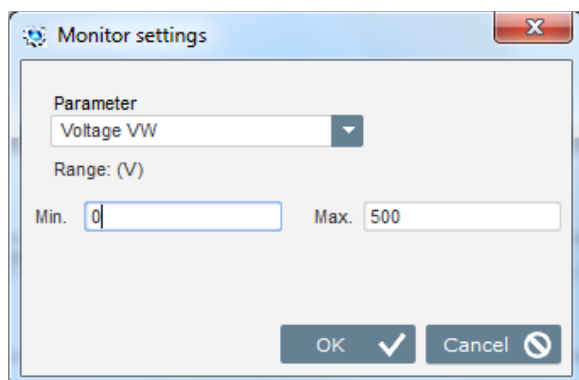 Monitor settings
Parameter
Voltage VW
Range: (V)
Min. 0 Max. 500
OK Cancel